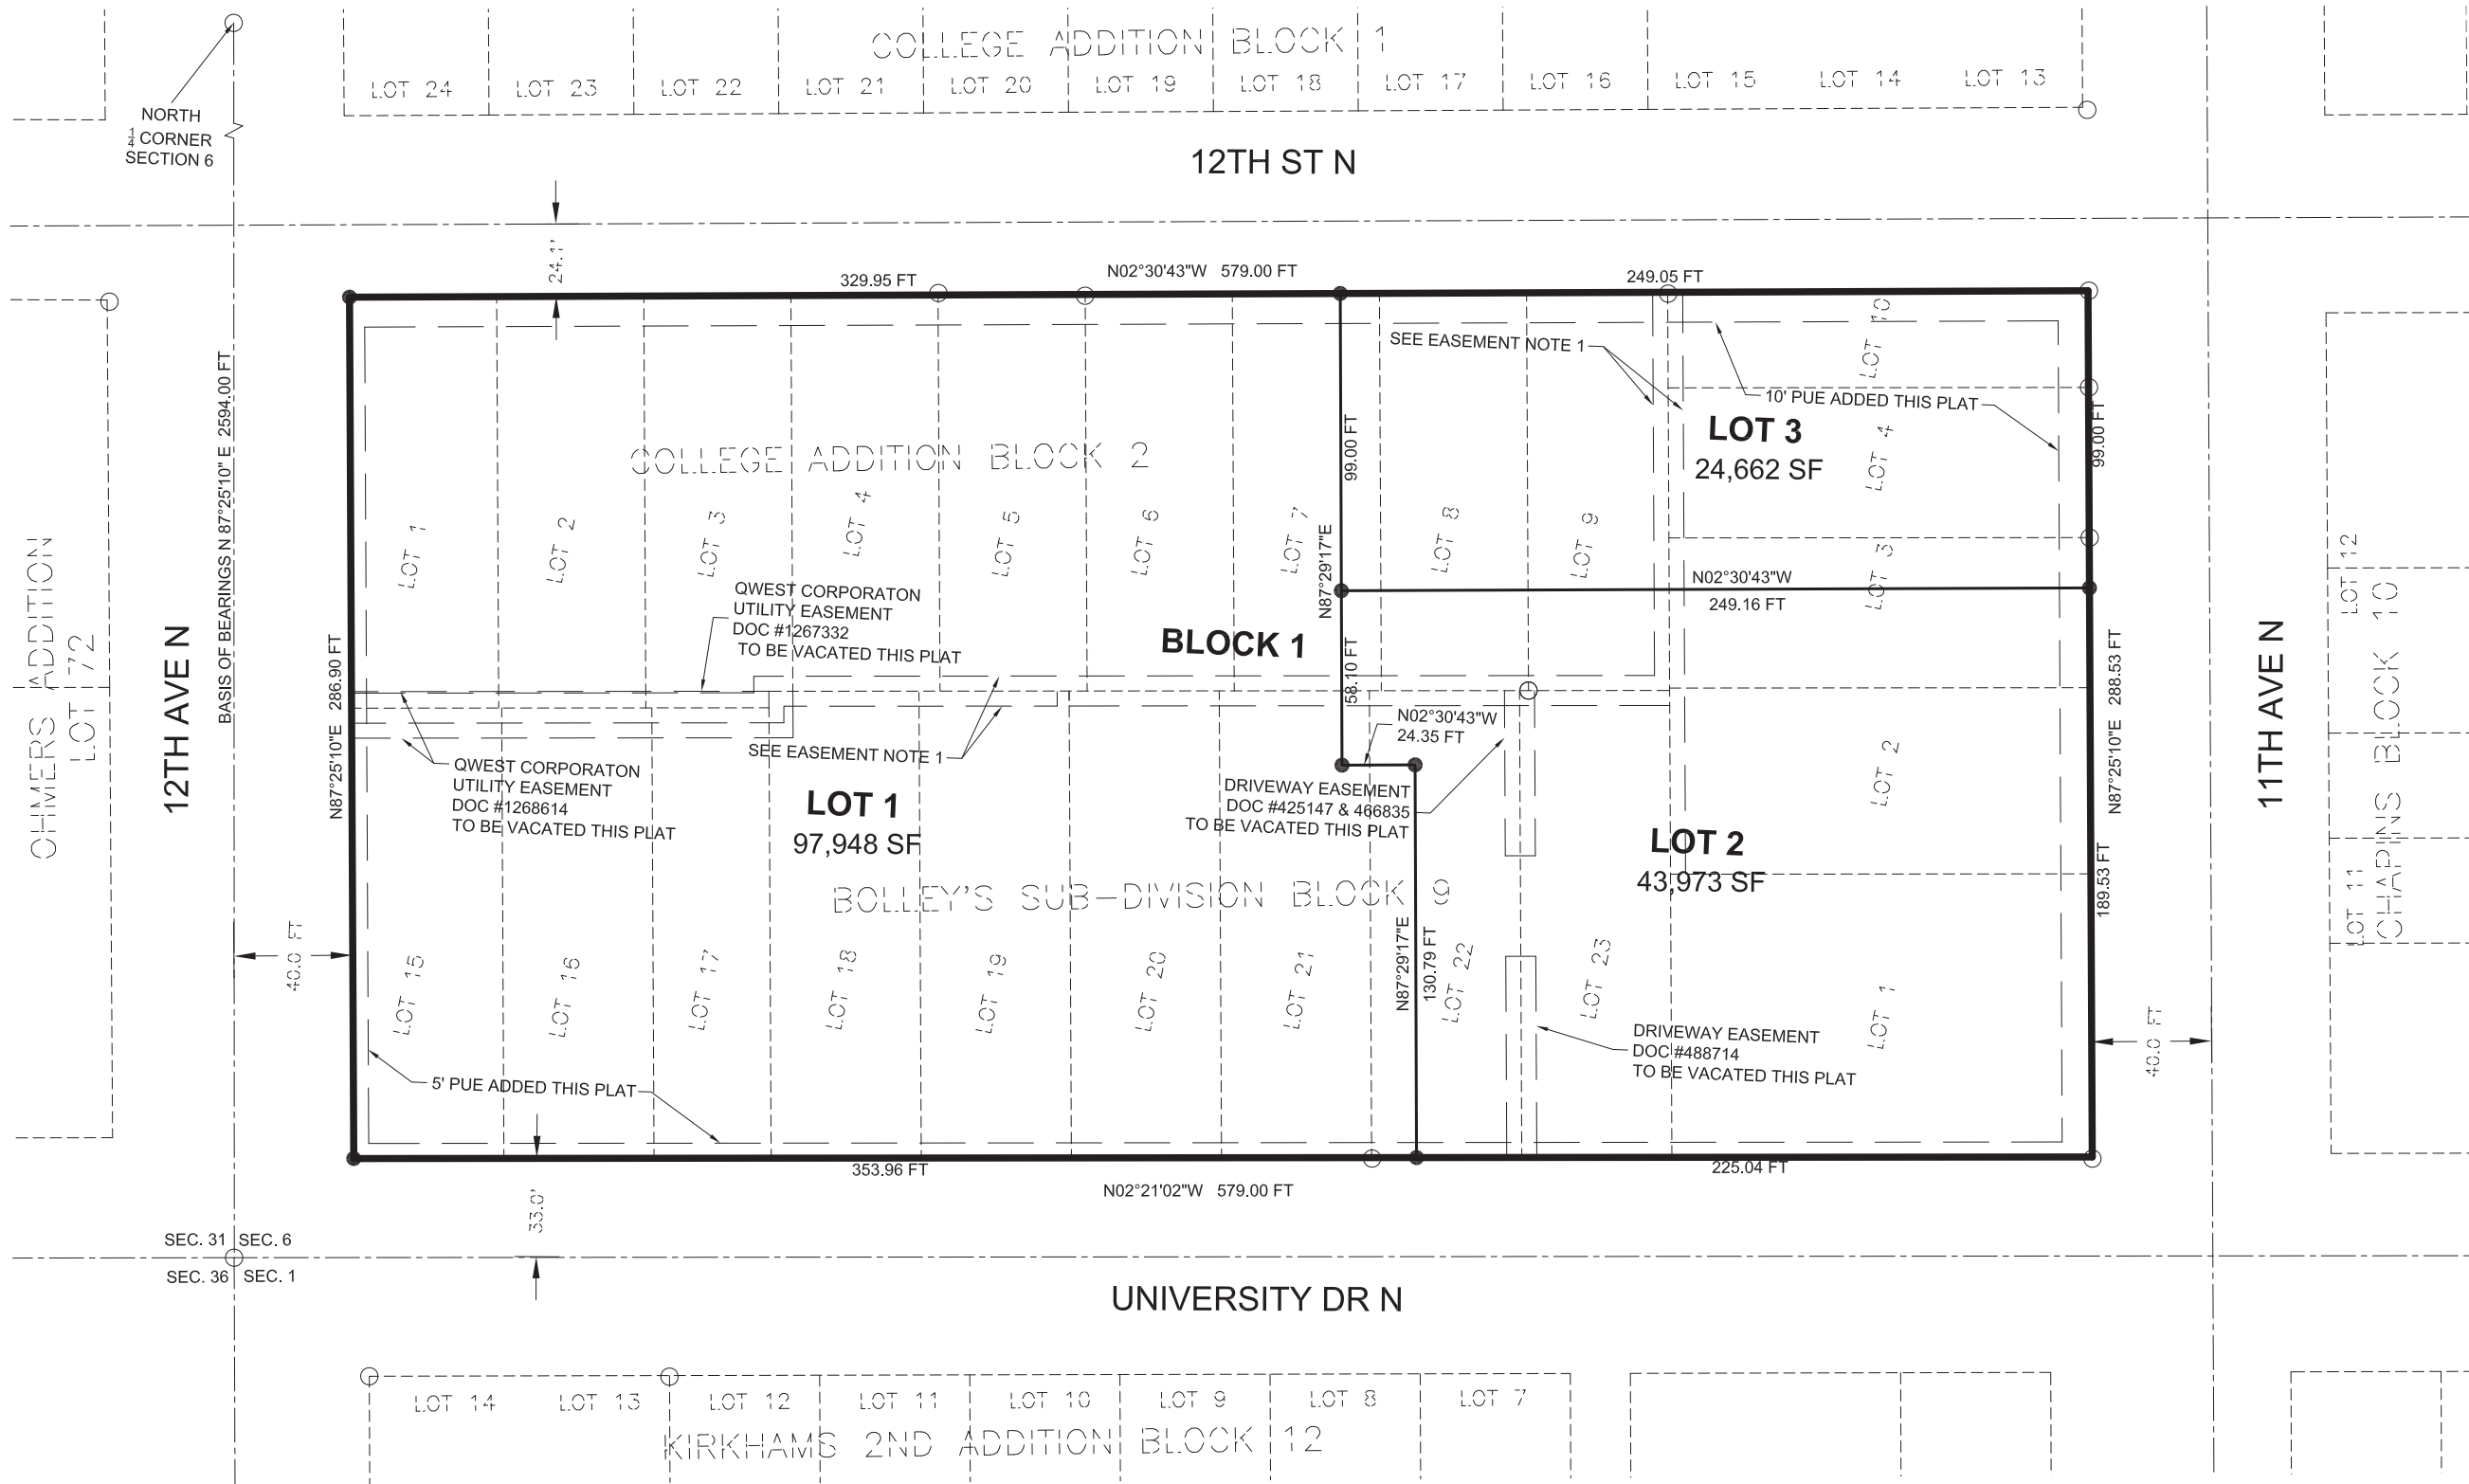 COLLEGE ADDITION BLOCK 1
LOT 24
LOT 23
LOT 22
LOT 21
LOT 20
LOT 19
LOT 18
LOT 17
LOT 16
LOT 15
LOT 14
LOT 13
NORTH
1/4 CORNER
SECTION 6
12TH ST N
24.1'
329.95 FT
N02°30'43"W 579.00 FT
249.05 FT
BASIS OF BEARINGS N 87°25'10" E 2594.00 FT
SEE EASEMENT NOTE 1
LOT 10
10' PUE ADDED THIS PLAT
LOT 3
24,662 SF
LOT 4
99.00 FT
99.00 FT
COLLEGE ADDITION BLOCK 2
LOT 1
LOT 2
LOT 3
LOT 4
LOT 5
LOT 6
LOT 7
LOT 8
LOT 9
N87°29'17"E
N02°30'43"W
249.16 FT
LOT 3
QWEST CORPORATON
UTILITY EASEMENT
DOC #1267332
TO BE VACATED THIS PLAT
BLOCK 1
58.10 FT
OHMERS ADDITION
LOT 72
12TH AVE N
N87°25'10"E 286.90 FT
N02°30'43"W
24.35 FT
SEE EASEMENT NOTE 1
QWEST CORPORATON
UTILITY EASEMENT
DOC #1268614
TO BE VACATED THIS PLAT
LOT 1
97,948 SF
DRIVEWAY EASEMENT
DOC #425147 & 466835
TO BE VACATED THIS PLAT
LOT 2
LOT 2
43,973 SF
N87°25'10"E 288.53 FT
189.53 FT
11TH AVE N
LOT 12
LOT 11
CHAPINS BLOCK 10
BOLLEY'S SUB-DIVISION BLOCK 9
40.0 FT
LOT 15
LOT 16
LOT 17
LOT 18
LOT 19
LOT 20
LOT 21
N87°29'17"E
130.79 FT
LOT 22
LOT 23
LOT 1
DRIVEWAY EASEMENT
DOC #488714
TO BE VACATED THIS PLAT
40.0 FT
5' PUE ADDED THIS PLAT
353.96 FT
225.04 FT
N02°21'02"W 579.00 FT
33.0'
SEC. 31 SEC. 6
SEC. 36 SEC. 1
UNIVERSITY DR N
LOT 14
LOT 13
LOT 12
LOT 11
LOT 10
LOT 9
LOT 8
LOT 7
KIRKHAMS 2ND ADDITION BLOCK 12